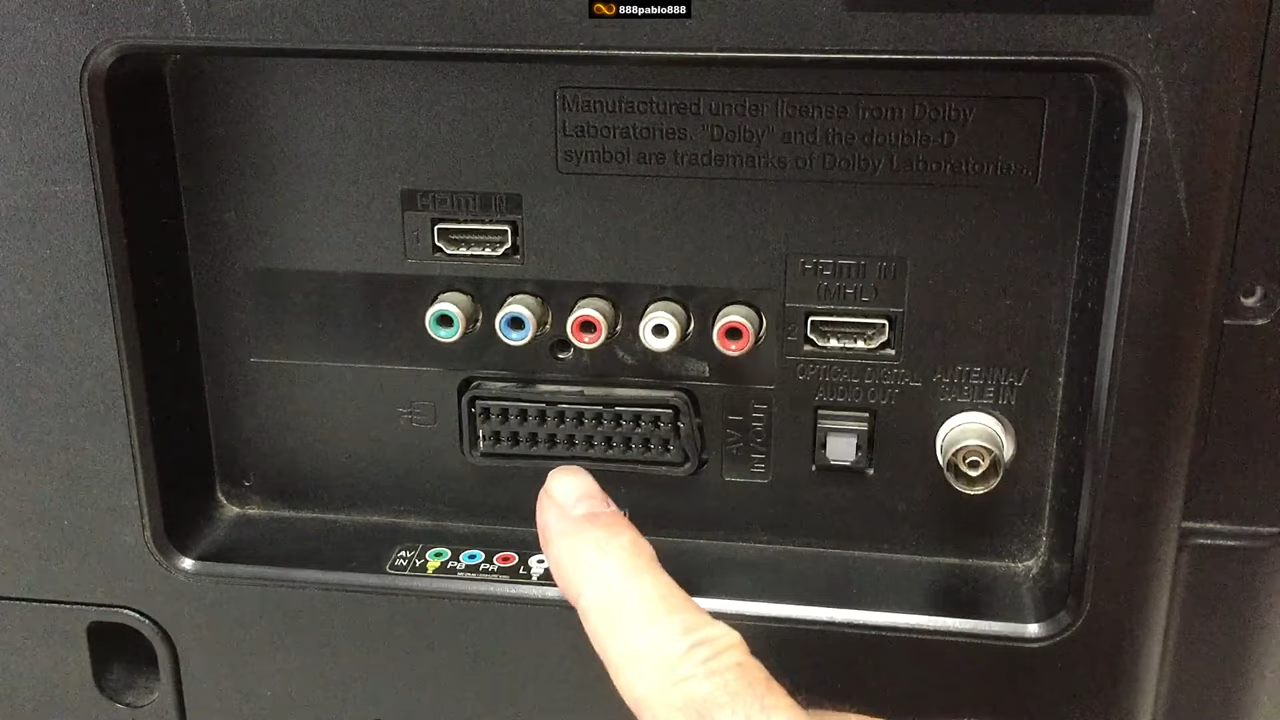 888pablo888
Manufactured under license from Dolby
Laboratories. "Dolby" and the double-D
symbol are trademarks of Dolby Laboratories.
HDMI IN
1
HDMI IN
(MHL)
2
OPTICAL DIGITAL
AUDIO OUT
ANTENNA/
CABLE IN
AV 1
IN/OUT
AV
IN
Y PB PR L